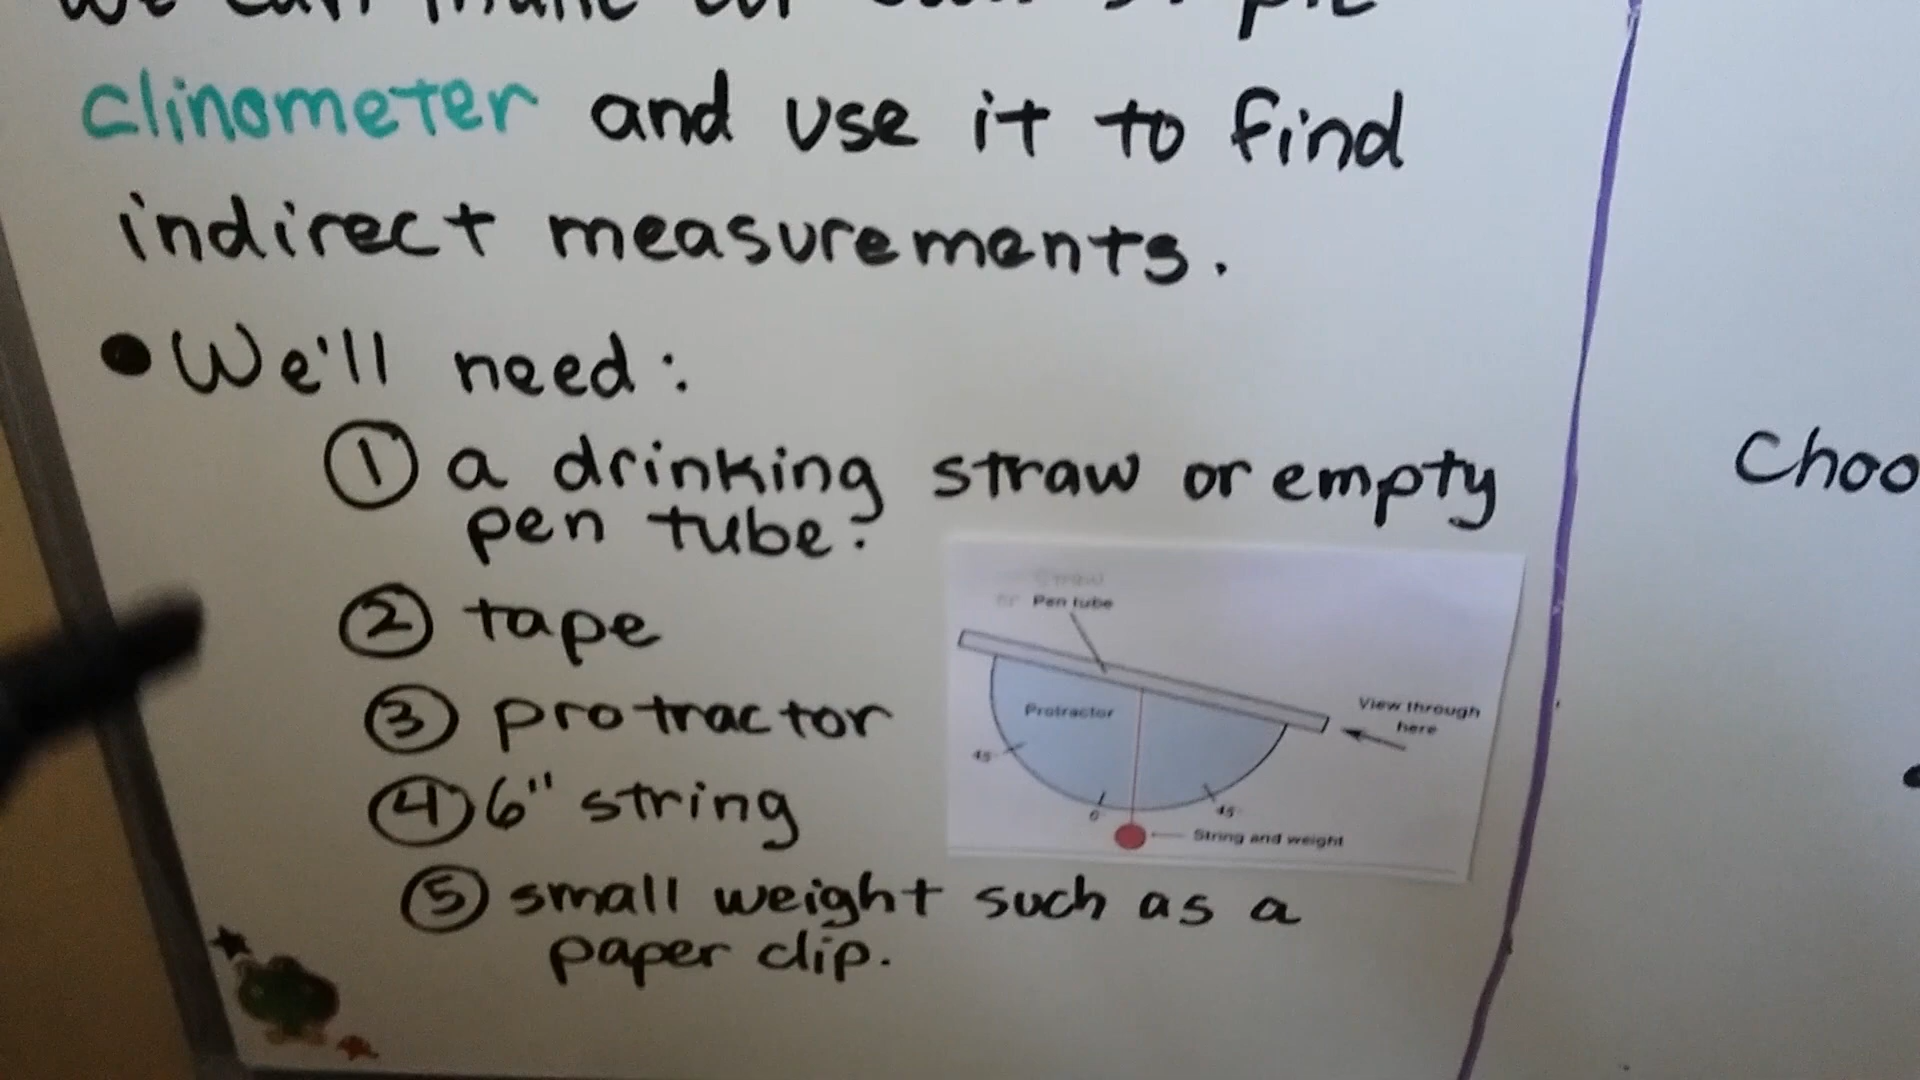 clinometer and use it to find
indirect measurements.
We'll need:
① a drinking straw or empty
pen tube.
② tape
③ protractor
④ 6" string
⑤ small weight such as a
paper clip.
Straw
or Pen tube
Protractor
View through
here
45
0
45
String and weight
Choo